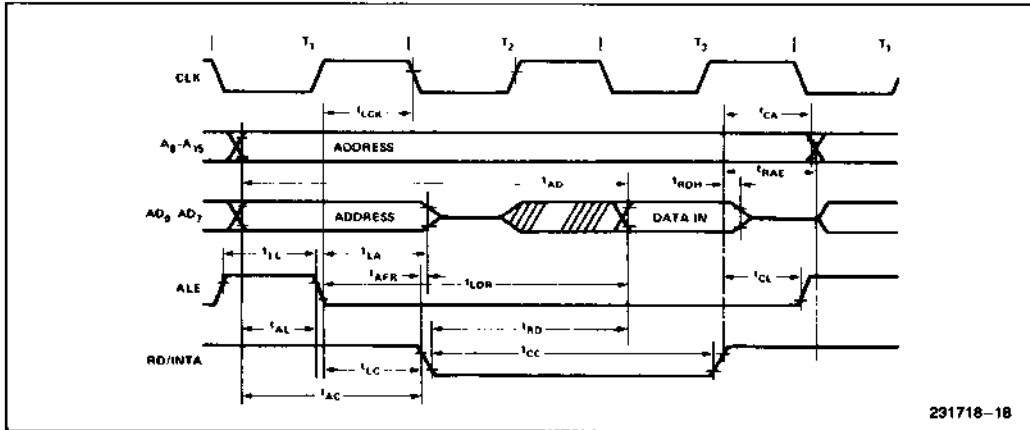 T1 T2 T3 T1
CLK
tLCK tCA
A8-A15 ADDRESS
tRAE
tAD tRDH
AD0 AD7 ADDRESS DATA IN
tLL tLA
tAFR tLDR tCL
ALE
tRD
tAL
tCC
RD/INTA
tLC
tAC
231718-18